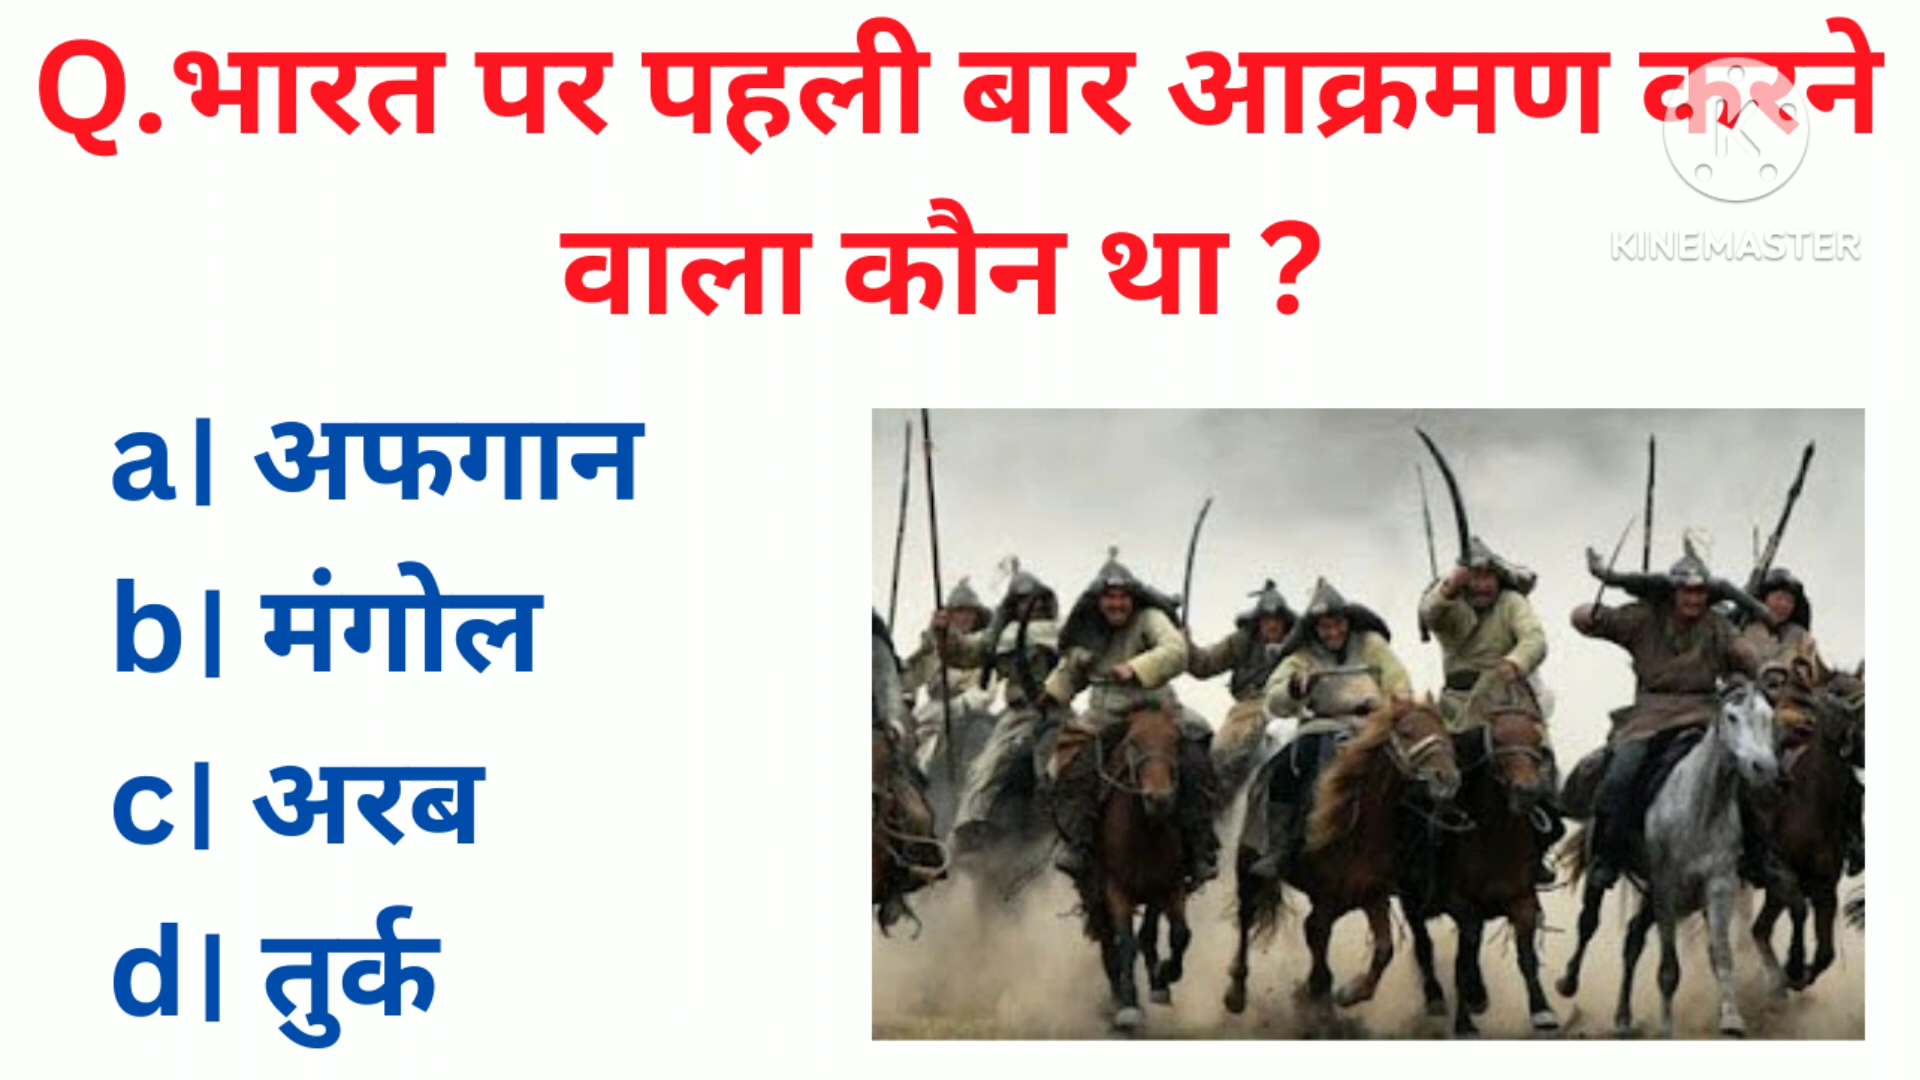 Q.भारत पर पहली बार आक्रमण करने
वाला कौन था ?
KINEMASTER
a| अफगान
b| मंगोल
c| अरब
d| तुर्क